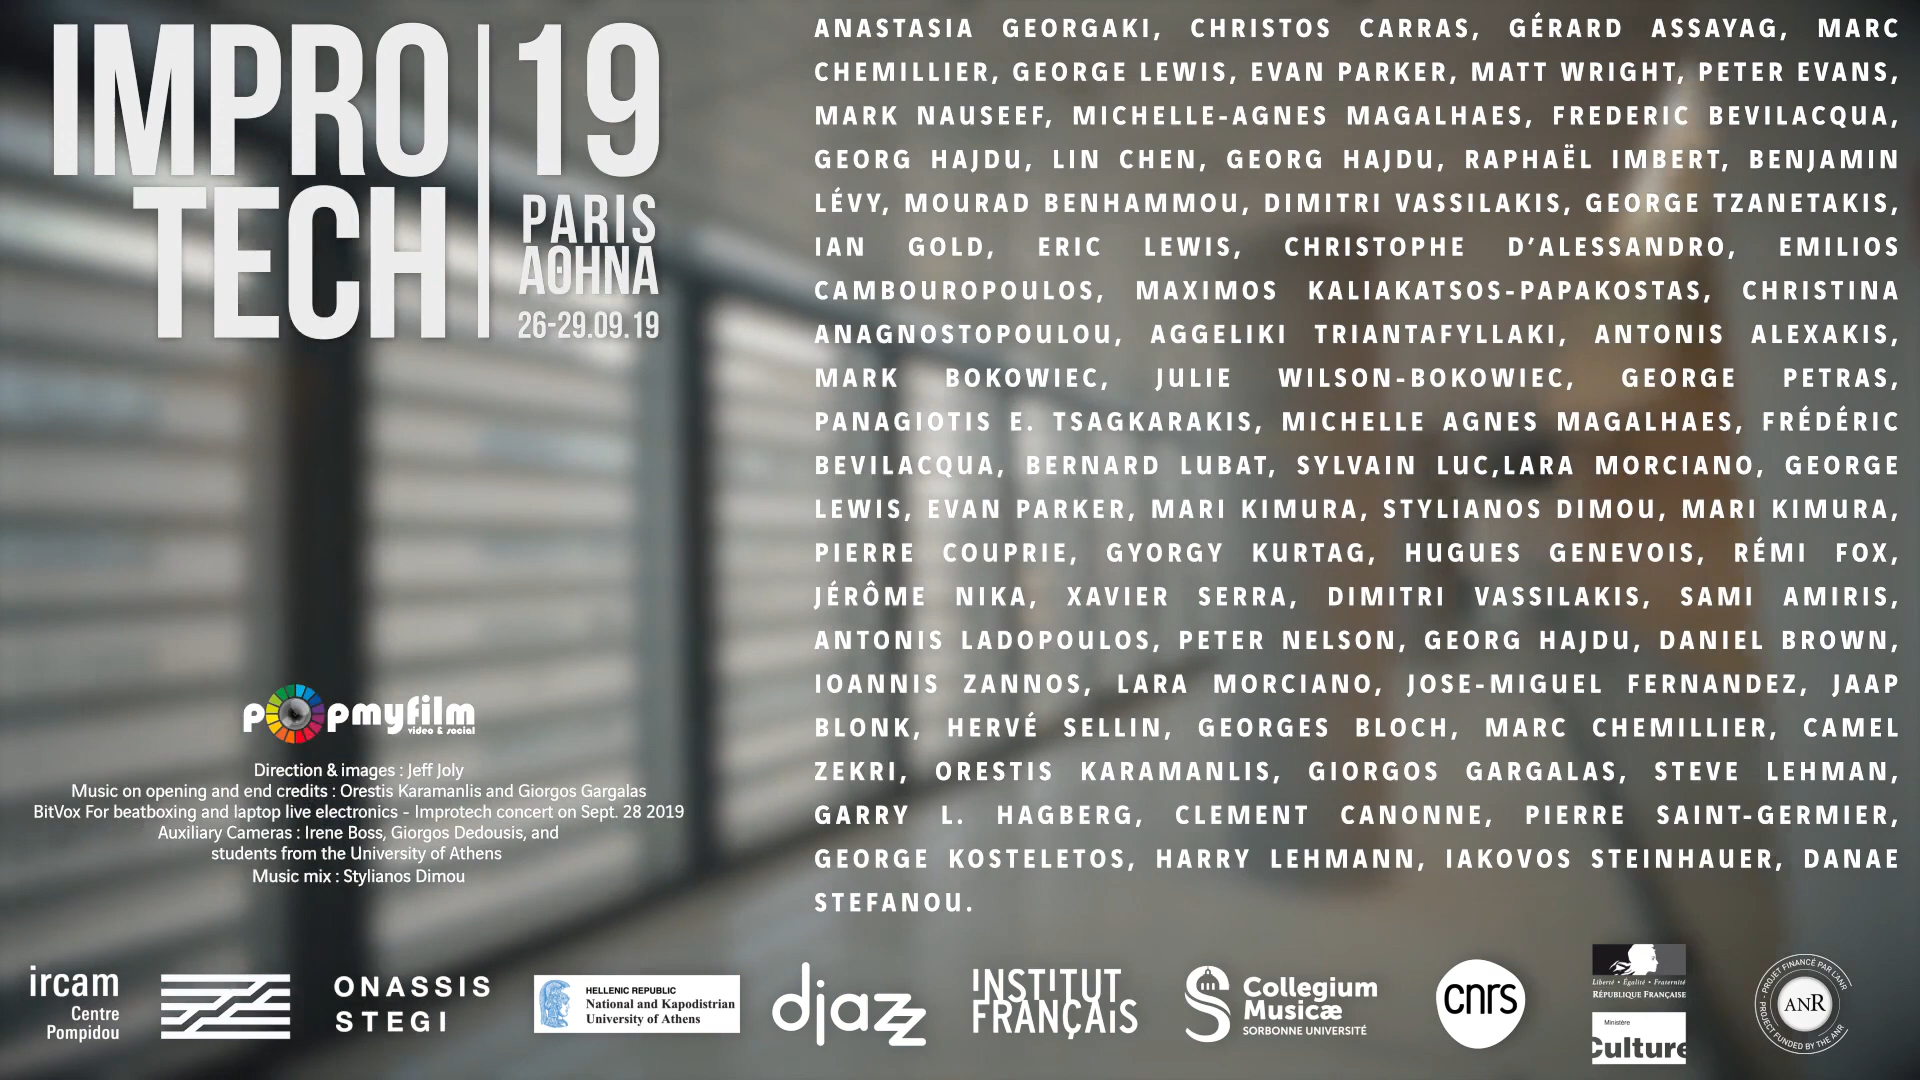 IMPRO
TECH
19
PARIS
ΑΘΗΝΑ
26-29.09.19
ANASTASIA GEORGAKI, CHRISTOS CARRAS, GÉRARD ASSAYAG, MARC
CHEMILLIER, GEORGE LEWIS, EVAN PARKER, MATT WRIGHT, PETER EVANS,
MARK NAUSEEF, MICHELLE-AGNES MAGALHAES, FREDERIC BEVILACQUA,
GEORG HAJDU, LIN CHEN, GEORG HAJDU, RAPHAËL IMBERT, BENJAMIN
LÉVY, MOURAD BENHAMMOU, DIMITRI VASSILAKIS, GEORGE TZANETAKIS,
IAN GOLD, ERIC LEWIS, CHRISTOPHE D’ALESSANDRO, EMILIOS
CAMBOUROPOULOS, MAXIMOS KALIAKATSOS-PAPAKOSTAS, CHRISTINA
ANAGNOSTOPOULOU, AGGELIKI TRIANTAFYLLAKI, ANTONIS ALEXAKIS,
MARK BOKOWIEC, JULIE WILSON-BOKOWIEC, GEORGE PETRAS,
PANAGIOTIS E. TSAGKARAKIS, MICHELLE AGNES MAGALHAES, FRÉDÉRIC
BEVILACQUA, BERNARD LUBAT, SYLVAIN LUC,LARA MORCIANO, GEORGE
LEWIS, EVAN PARKER, MARI KIMURA, STYLIANOS DIMOU, MARI KIMURA,
PIERRE COUPRIE, GYORGY KURTAG, HUGUES GENEVOIS, RÉMI FOX,
JÉRÔME NIKA, XAVIER SERRA, DIMITRI VASSILAKIS, SAMI AMIRIS,
ANTONIS LADOPOULOS, PETER NELSON, GEORG HAJDU, DANIEL BROWN,
IOANNIS ZANNOS, LARA MORCIANO, JOSE-MIGUEL FERNANDEZ, JAAP
BLONK, HERVÉ SELLIN, GEORGES BLOCH, MARC CHEMILLIER, CAMEL
ZEKRI, ORESTIS KARAMANLIS, GIORGOS GARGALAS, STEVE LEHMAN,
GARRY L. HAGBERG, CLEMENT CANONNE, PIERRE SAINT-GERMIER,
GEORGE KOSTELETOS, HARRY LEHMANN, IAKOVOS STEINHAUER, DANAE
STEFANOU.
popmyfilm
video & social
Direction & images : Jeff Joly
Music on opening and end credits : Orestis Karamanlis and Giorgos Gargalas
BitVox For beatboxing and laptop live electronics - Improtech concert on Sept. 28 2019
Auxiliary Cameras : Irene Boss, Giorgos Dedousis, and
students from the University of Athens
Music mix : Stylianos Dimou
ircam
Centre
Pompidou
ONASSIS
STEGI
HELLENIC REPUBLIC
National and Kapodistrian
University of Athens
djazz
INSTITUT
FRANÇAIS
Collegium
Musicæ
SORBONNE UNIVERSITÉ
cnrs
Liberté • Égalité • Fraternité
RÉPUBLIQUE FRANÇAISE
Ministère
Culture
PROJET FINANCÉ PAR L'ANR
ANR
PROJECT FUNDED BY THE ANR